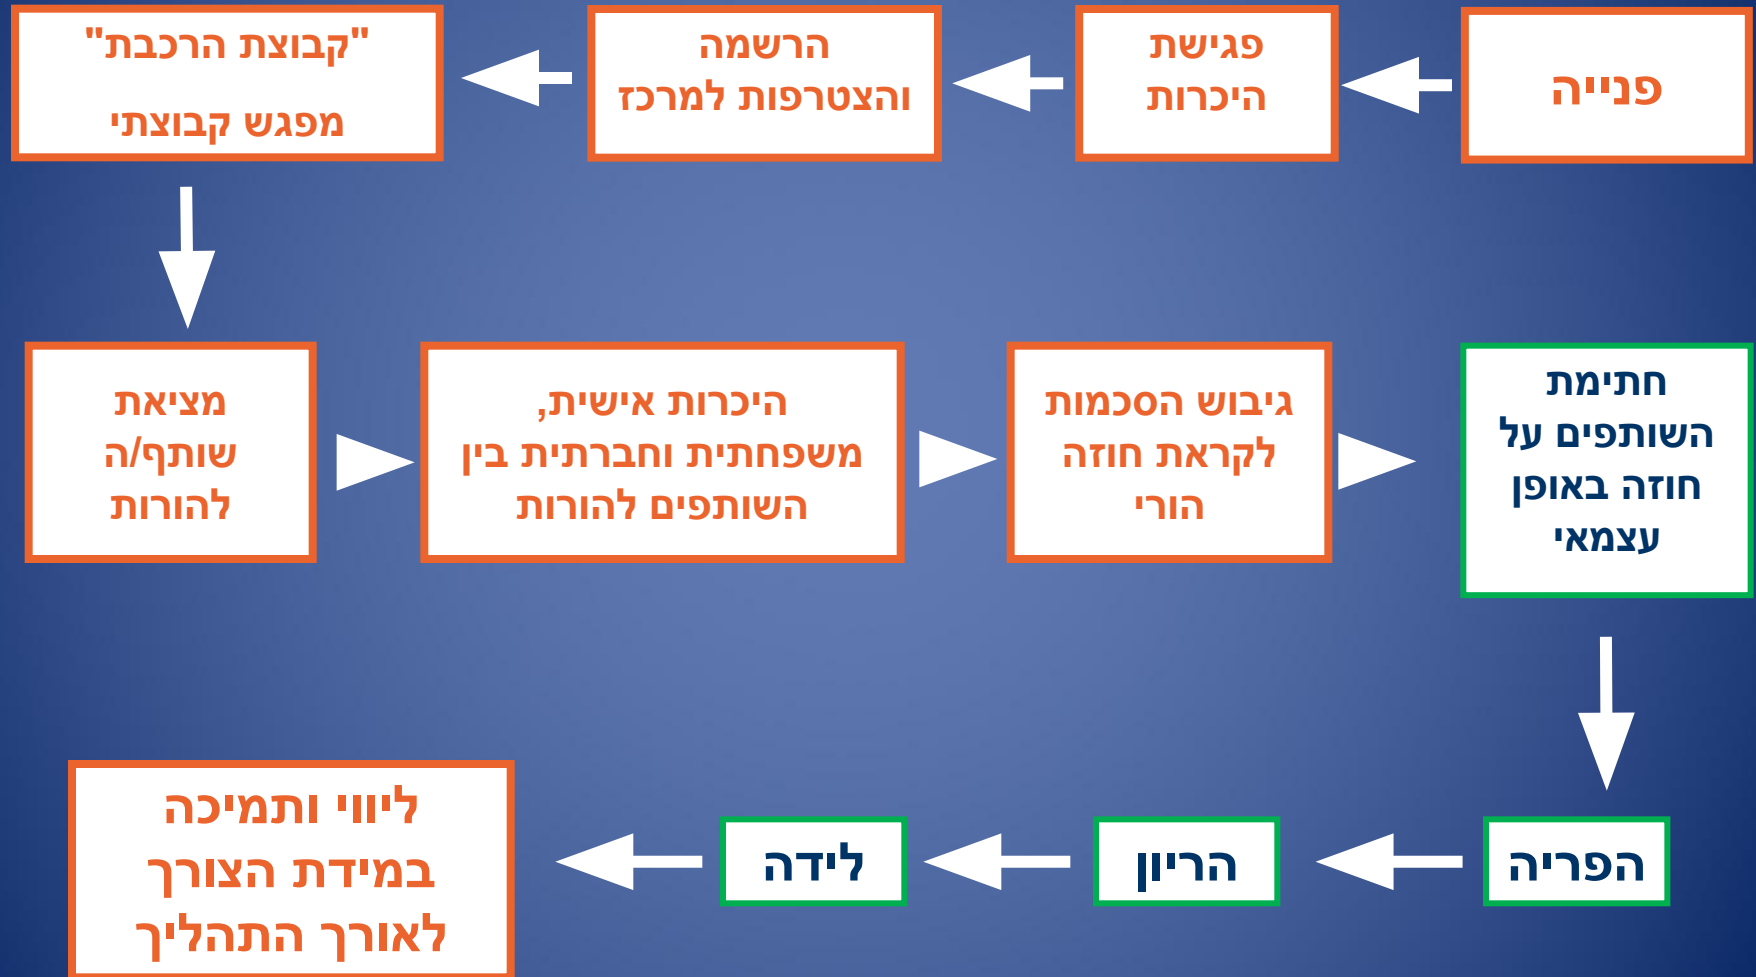 פנייה
פגישת
היכרות
הרשמה
והצטרפות למרכז
"קבוצת הרכבת"
מפגש קבוצתי
מציאת
שותף/ה
להורות
היכרות אישית,
משפחתית וחברתית בין
השותפים להורות
גיבוש הסכמות
לקראת חוזה
הורי
חתימת
השותפים על
חוזה באופן
עצמאי
הפריה
הריון
לידה
ליווי ותמיכה
במידת הצורך
לאורך התהליך